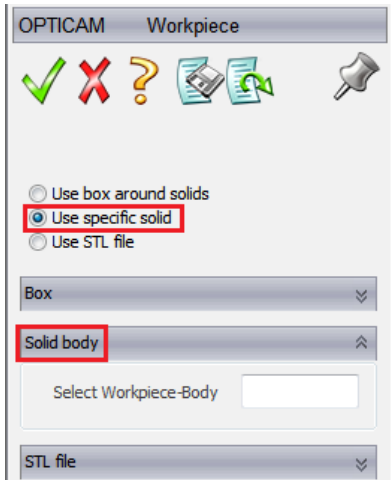 OPTICAM Workpiece
Use box around solids
Use specific solid
Use STL file
Box
Solid body
Select Workpiece-Body
STL file